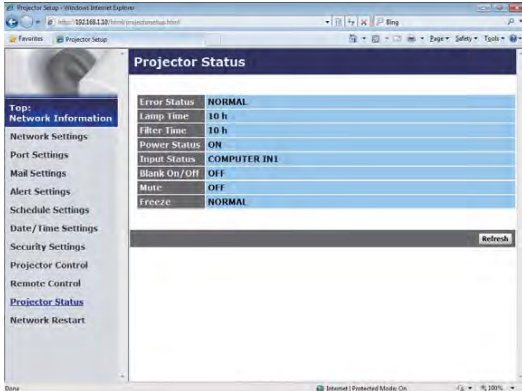 Projector Setup - Windows Internet Explorer
http://192.168.1.10/html/projectorsetup.html
Bing
Favorites Projector Setup
Page Safety Tools
Projector Status
Top:
Network Information
Network Settings
Port Settings
Mail Settings
Alert Settings
Schedule Settings
Date/Time Settings
Security Settings
Projector Control
Remote Control
Projector Status
Network Restart
Error Status NORMAL
Lamp Time 10 h
Filter Time 10 h
Power Status ON
Input Status COMPUTER IN1
Blank On/Off OFF
Mute OFF
Freeze NORMAL
Refresh
Done
Internet | Protected Mode: On
100%